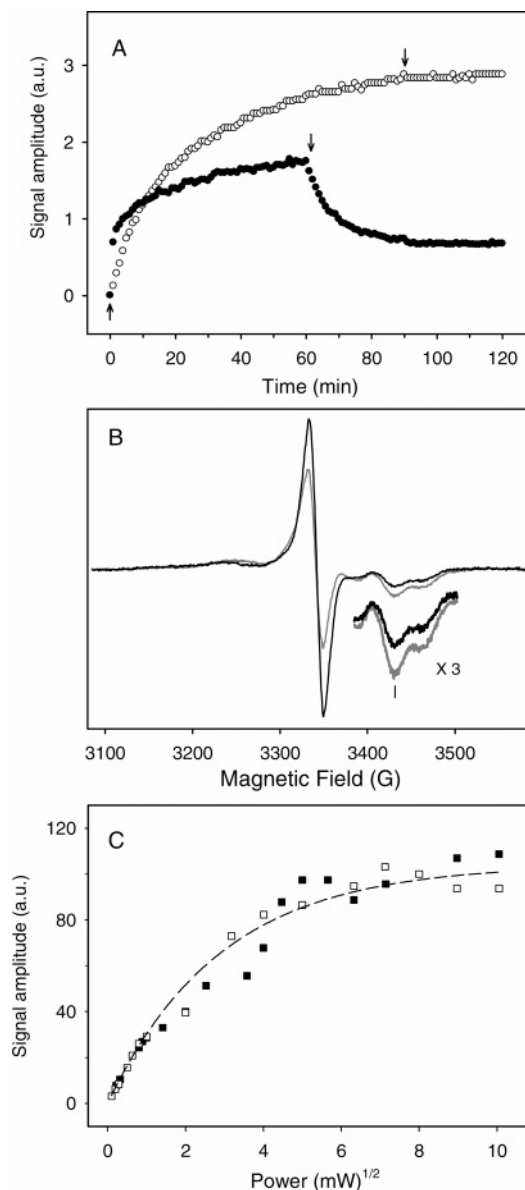 A
Signal amplitude (a.u.)
3
2
1
0
0 20 40 60 80 100 120
Time (min)
B
X 3
3100 3200 3300 3400 3500
Magnetic Field (G)
C
Signal amplitude (a.u.)
120
80
40
0
0 2 4 6 8 10
Power (mW)^1/2